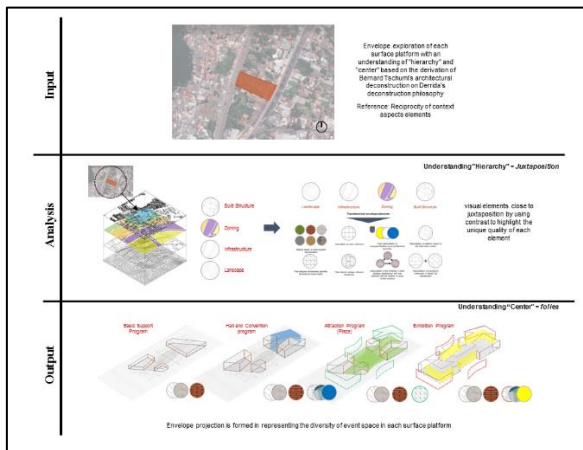 Input
Envelope exploration of each
surface platform with an
understanding of "hierarchy" and
"center" based on the derivation of
Bernard Tschumi's architectural
deconstruction on Derrida's
deconstruction philosophy
Reference: Reciprocity of context
aspects elements
Analysis
Understanding "Hierarchy" = Juxtaposition
Built Structure
Zoning
Infrastructure
Landscape
Landscape
Infrastructure
Zoning
Built Structure
visual elements close to
juxtaposition by using
contrast to highlight the
unique quality of each
element
Output
Understanding "Center" = follies
Basic Support
Program
Hall and Convention
program
Attraction Program
(Plaza)
Exhibition Program
Envelope projection is formed in representing the diversity of event space in each surface platform